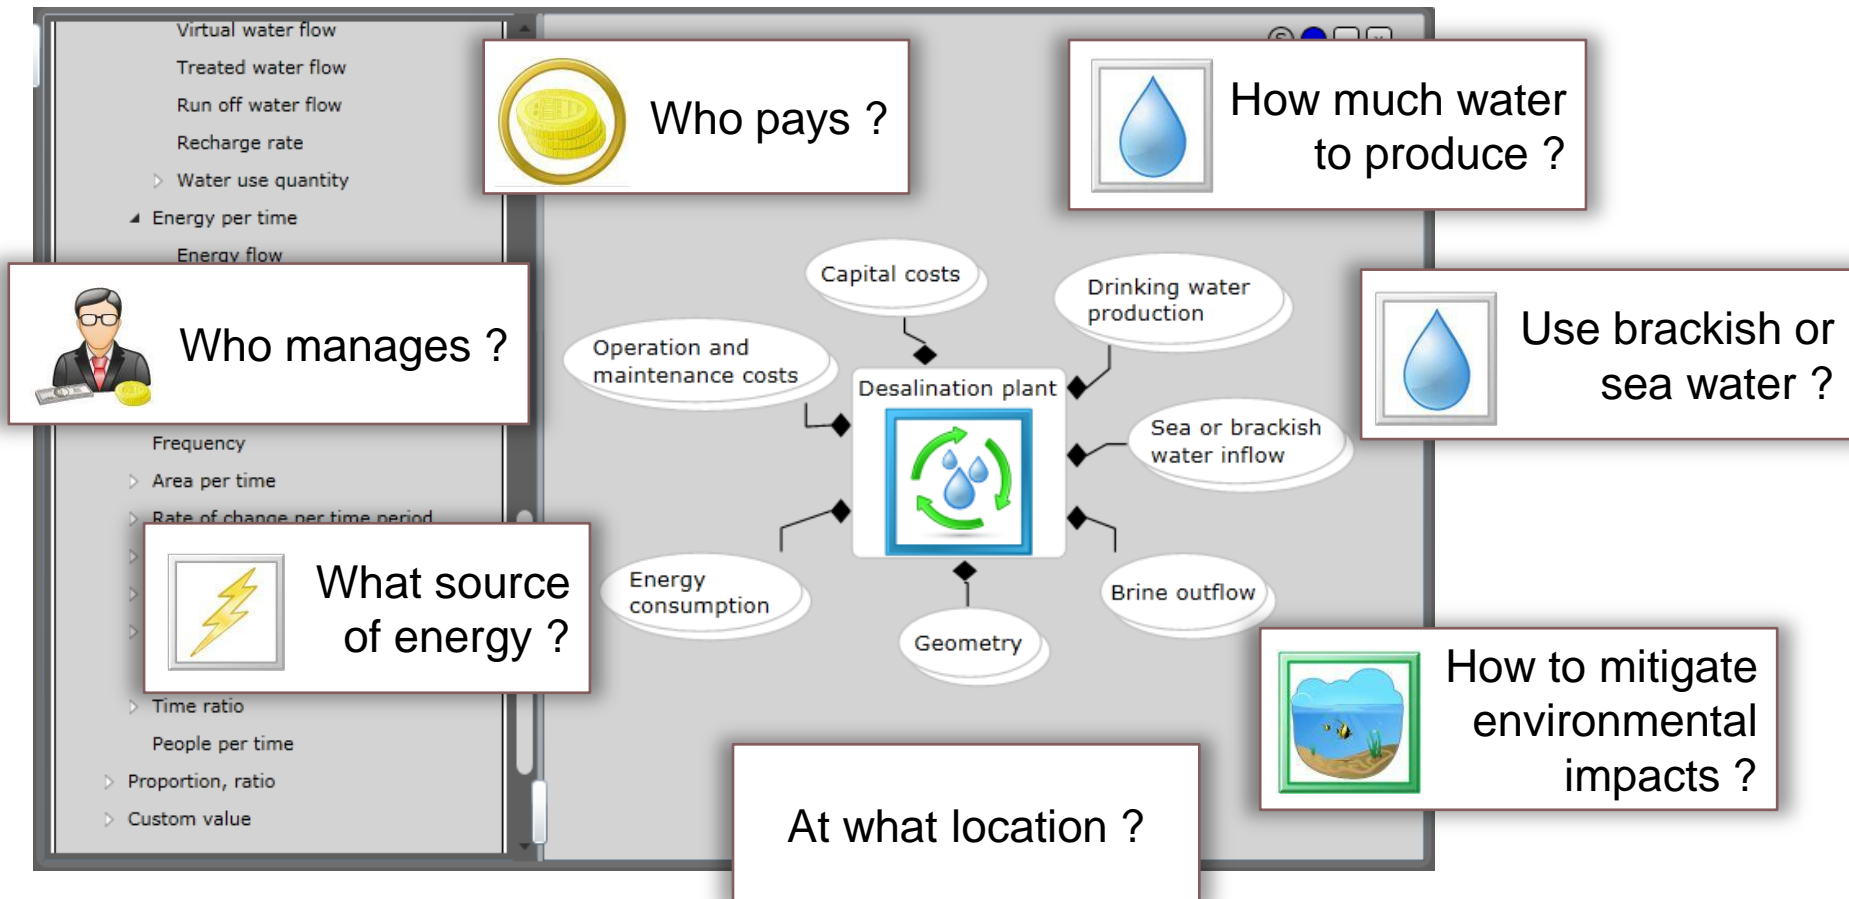 Virtual water flow
Treated water flow
Run off water flow
Recharge rate
Water use quantity
Energy per time
Energy flow
Frequency
Area per time
Rate of change per time period
Time ratio
People per time
Proportion, ratio
Custom value
Who pays ?
How much water
to produce ?
Who manages ?
Use brackish or
sea water ?
What source
of energy ?
How to mitigate
environmental
impacts ?
At what location ?
Capital costs
Drinking water
production
Operation and
maintenance costs
Desalination plant
Sea or brackish
water inflow
Energy
consumption
Brine outflow
Geometry